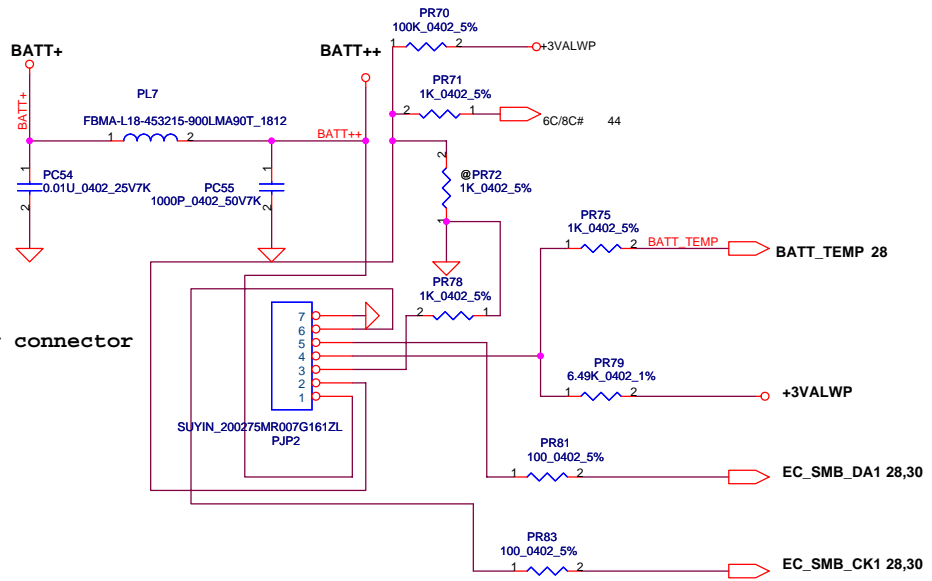 PR70
100K_0402_5%
1
2
+3VALWP
BATT+
BATT++
PL7
FBMA-L18-453215-900LMA90T_1812
1
2
BATT+
BATT++
PR71
1K_0402_5%
2
1
6C/8C# 44
PC54
0.01U_0402_25V7K
1
2
PC55
1000P_0402_50V7K
1
2
@PR72
1K_0402_5%
2
1
PR75
1K_0402_5%
1
2
BATT_TEMP
BATT_TEMP 28
PR78
1K_0402_5%
2
1
connector
7
6
5
4
3
2
1
SUYIN_200275MR007G161ZL
PJP2
PR79
6.49K_0402_1%
1
2
+3VALWP
PR81
100_0402_5%
1
2
EC_SMB_DA1 28,30
PR83
100_0402_5%
1
2
EC_SMB_CK1 28,30